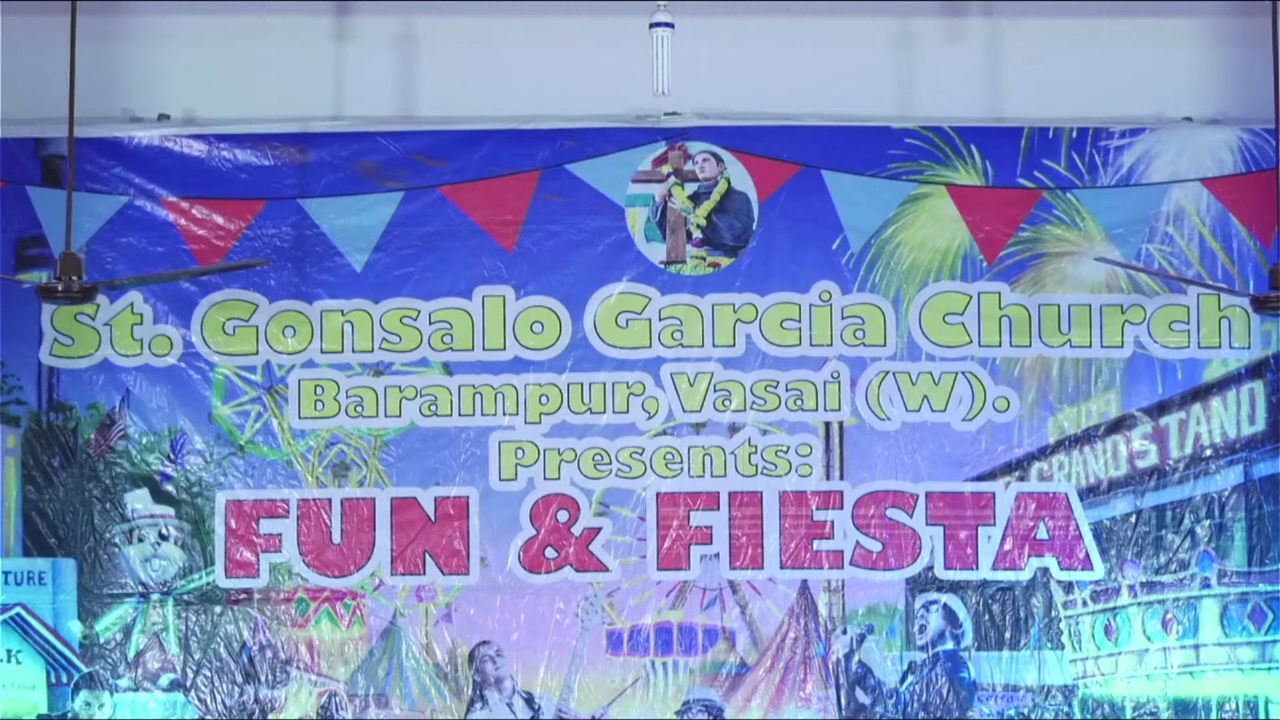 St. Gonsalo Garcia Church
Barampur, Vasai (W).
Presents:
FUN & FIESTA
GRANDSTAND
TURE
.K